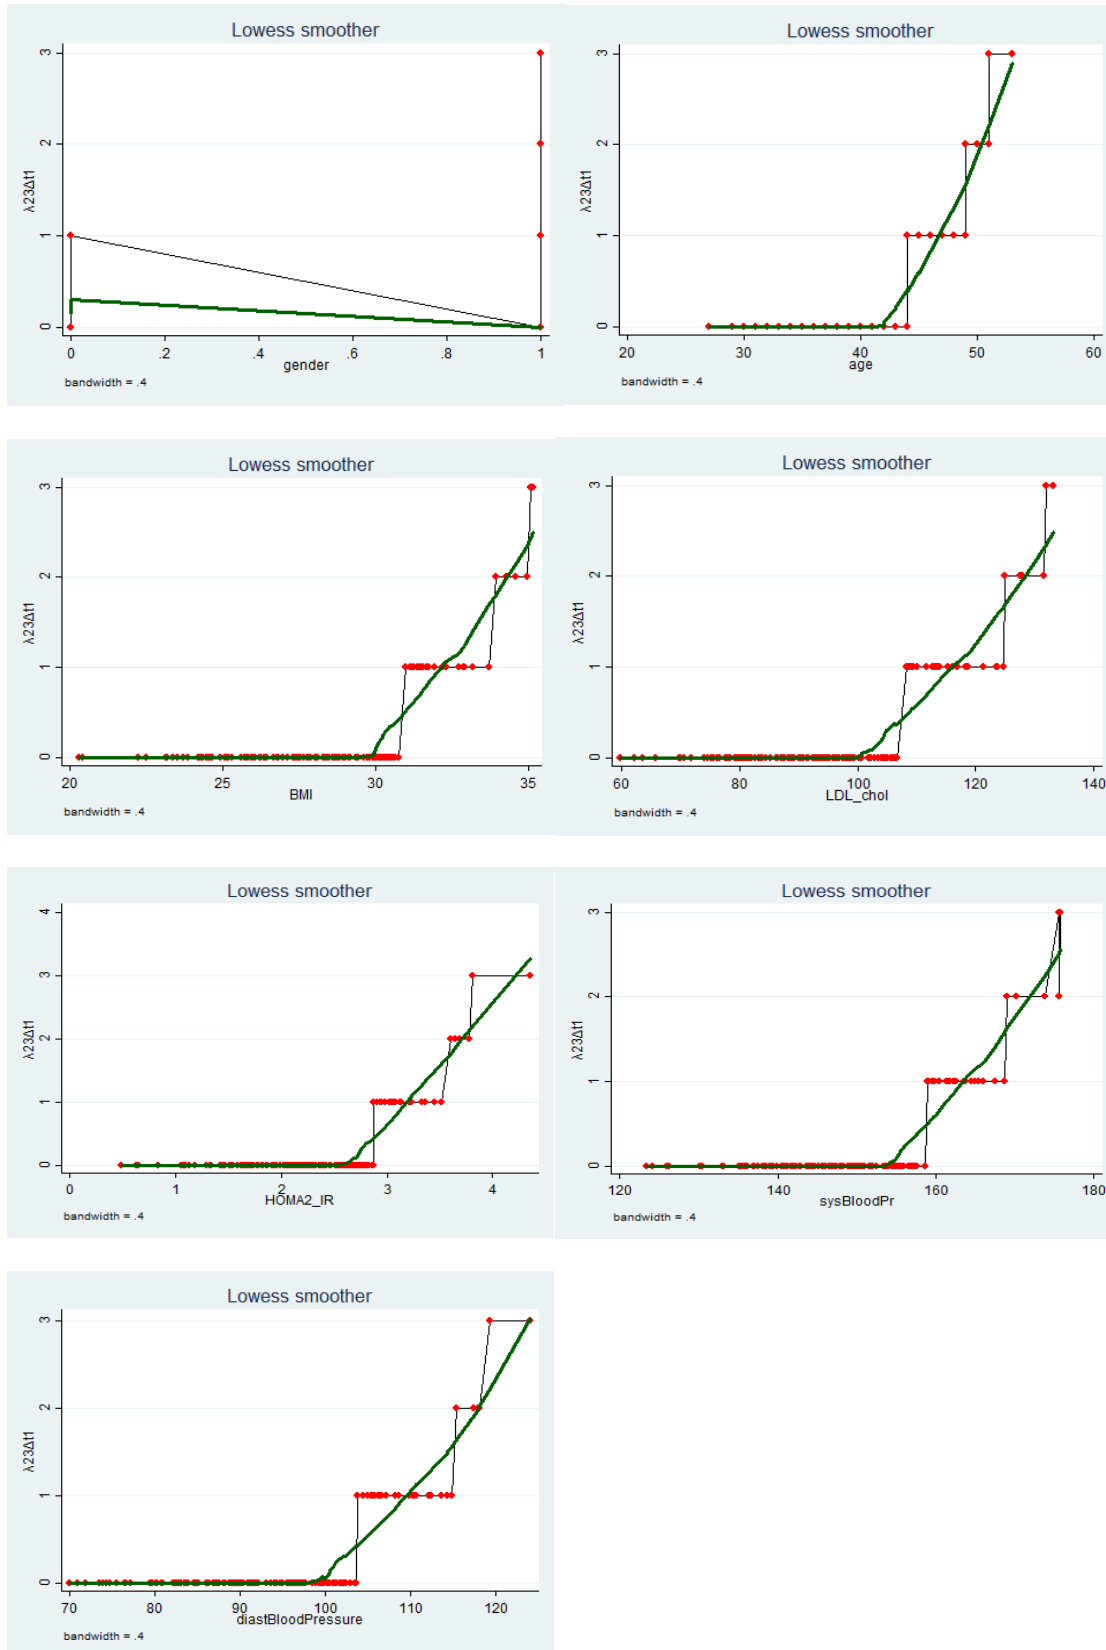 Lowess smoother
λ23Δt1
3
2
1
0
0 .2 .4 .6 .8 1
gender
bandwidth = .4
Lowess smoother
λ23Δt1
3
2
1
0
20 30 40 50 60
age
bandwidth = .4
Lowess smoother
λ23Δt1
3
2
1
0
20 25 30 35
BMI
bandwidth = .4
Lowess smoother
λ23Δt1
3
2
1
0
60 80 100 120 140
LDL_chol
bandwidth = .4
Lowess smoother
λ23Δt1
4
3
2
1
0
0 1 2 3 4
HOMA2_IR
bandwidth = .4
Lowess smoother
λ23Δt1
3
2
1
0
120 140 160 180
sysBloodPr
bandwidth = .4
Lowess smoother
λ23Δt1
3
2
1
0
70 80 90 100 110 120
diastBloodPressure
bandwidth = .4